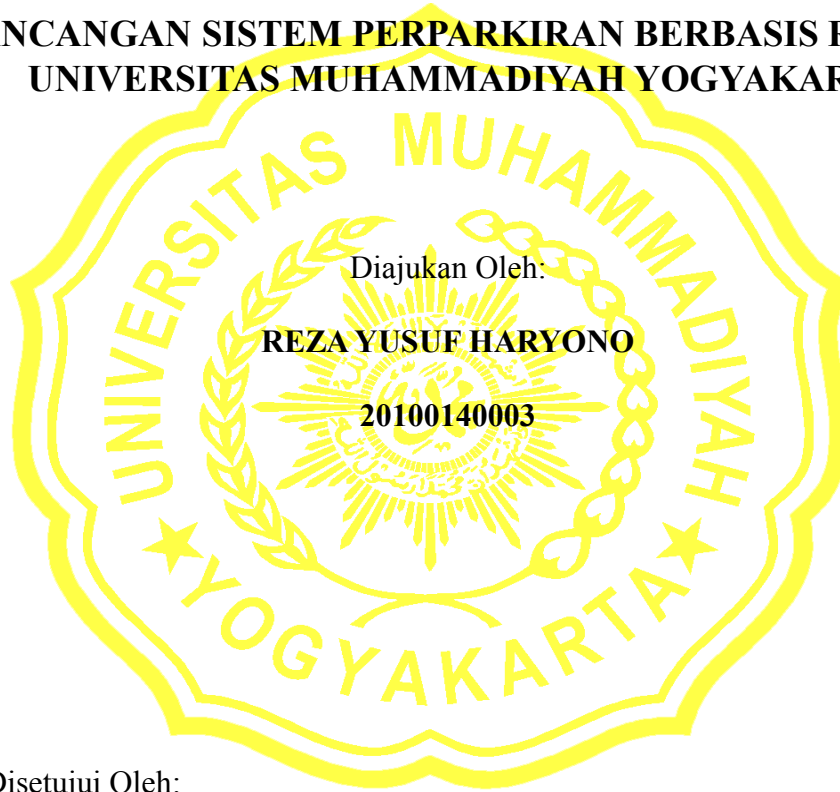 NCANGAN SISTEM PERPARKIRAN BERBASIS
UNIVERSITAS MUHAMMADIYAH YOGYAKAR
UNIVERSITAS MUHAMMADIYAH
Diajukan Oleh:
REZA YUSUF HARYONO
20100140003
★ YOGYAKARTA ★
Disetujui Oleh: